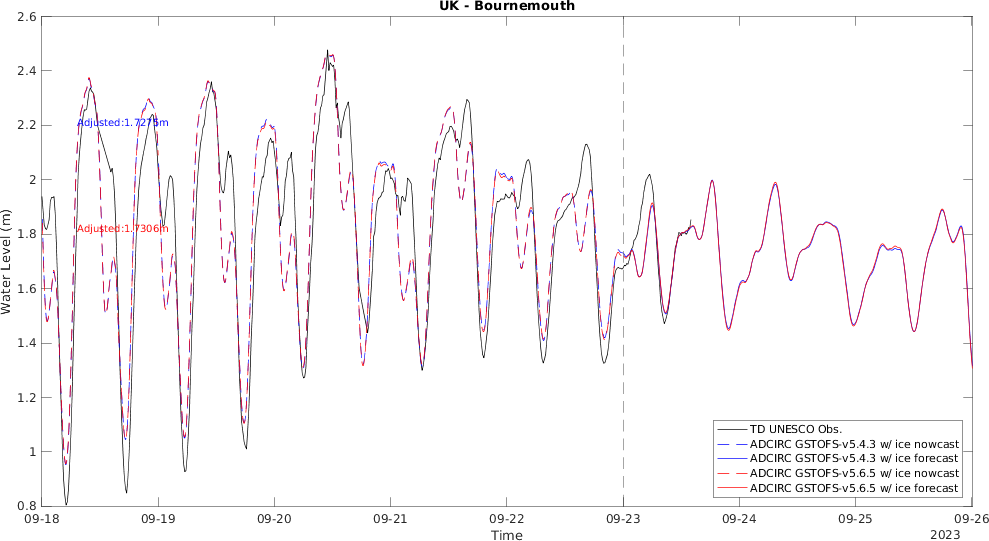 UK - Bournemouth
2.6
2.4
2.2
2
1.8
1.6
1.4
1.2
1
0.8
Water Level (m)
Adjusted:1.7275m
Adjusted:1.7306m
TD UNESCO Obs.
ADCIRC GSTOFS-v5.4.3 w/ ice nowcast
ADCIRC GSTOFS-v5.4.3 w/ ice forecast
ADCIRC GSTOFS-v5.6.5 w/ ice nowcast
ADCIRC GSTOFS-v5.6.5 w/ ice forecast
09-18 09-19 09-20 09-21 09-22 09-23 09-24 09-25 09-26
Time
2023